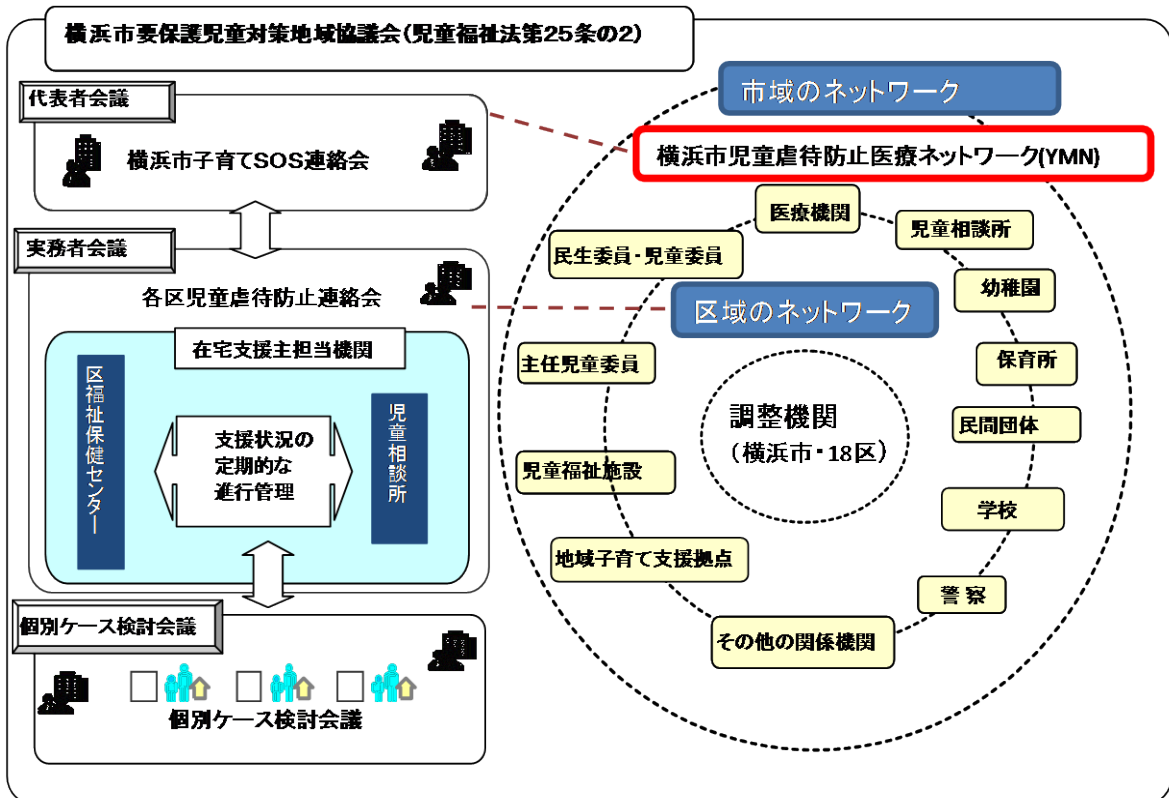 横浜市要保護児童対策地域協議会(児童福祉法第25条の2)
代表者会議
横浜市子育てSOS連絡会
実務者会議
各区児童虐待防止連絡会
在宅支援主担当機関
区福祉保健センター
支援状況の
定期的な
進行管理
児童相談所
個別ケース検討会議
個別ケース検討会議
市域のネットワーク
横浜市児童虐待防止医療ネットワーク(YMN)
医療機関
児童相談所
民生委員・児童委員
幼稚園
区域のネットワーク
主任児童委員
保育所
調整機関
(横浜市・18区)
民間団体
児童福祉施設
学校
地域子育て支援拠点
警察
その他の関係機関